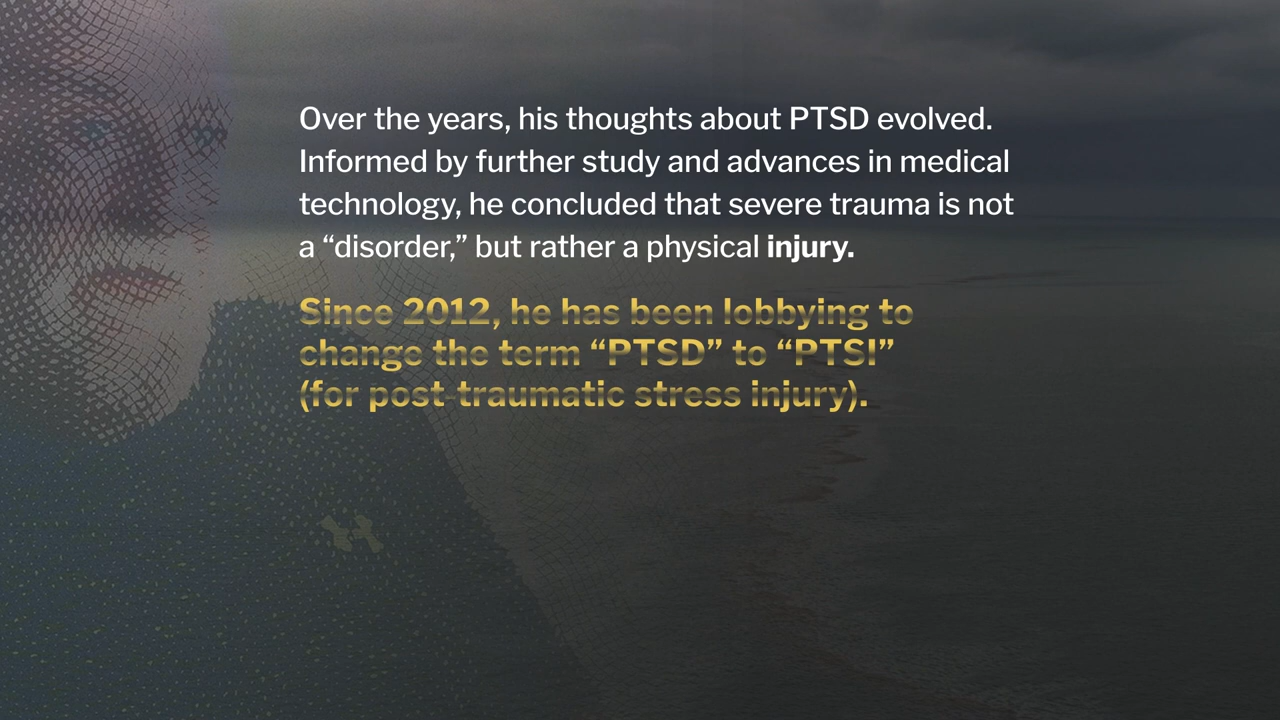 Over the years, his thoughts about PTSD evolved.
Informed by further study and advances in medical
technology, he concluded that severe trauma is not
a “disorder,” but rather a physical injury.
Since 2012, he has been lobbying to
change the term “PTSD” to “PTSI”
(for post-traumatic stress injury).